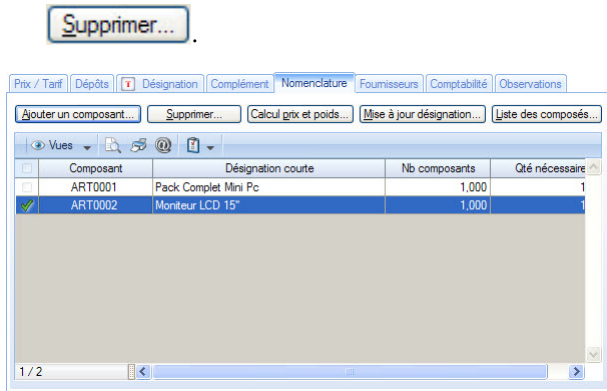 Supprimer... .
Prix / Tarif Dépôts T Désignation Complément Nomenclature Fournisseurs Comptabilité Observations
Ajouter un composant... Supprimer... Calcul prix et poids... Mise à jour désignation... Liste des composés...
Vues
Composant Désignation courte Nb composants Qté nécessaire
ART0001 Pack Complet Mini Pc 1,000 1
ART0002 Moniteur LCD 15" 1,000 1
1 / 2